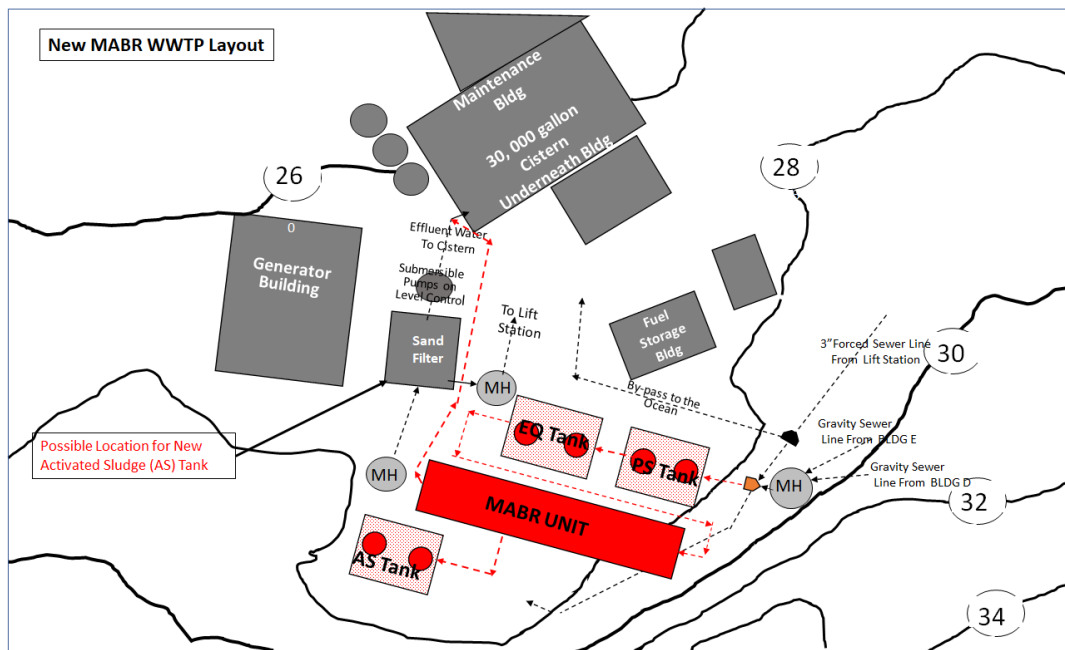 New MABR WWTP Layout
Maintenance
Bldg
30, 000 gallon
Cistern
Underneath Bldg
26
28
0
Generator
Building
Effluent Water
To Cistern
Submersible
Pumps on
Level Control
To Lift
Station
Sand
Filter
Fuel
Storage
Bldg
3”Forced Sewer Line
From Lift Station
30
MH
By-pass to the
Ocean
Possible Location for New
Activated Sludge (AS) Tank
EQ Tank
PS Tank
Gravity Sewer
Line From BLDG E
Gravity Sewer
Line From BLDG D
MH
MH
MABR UNIT
32
AS Tank
34